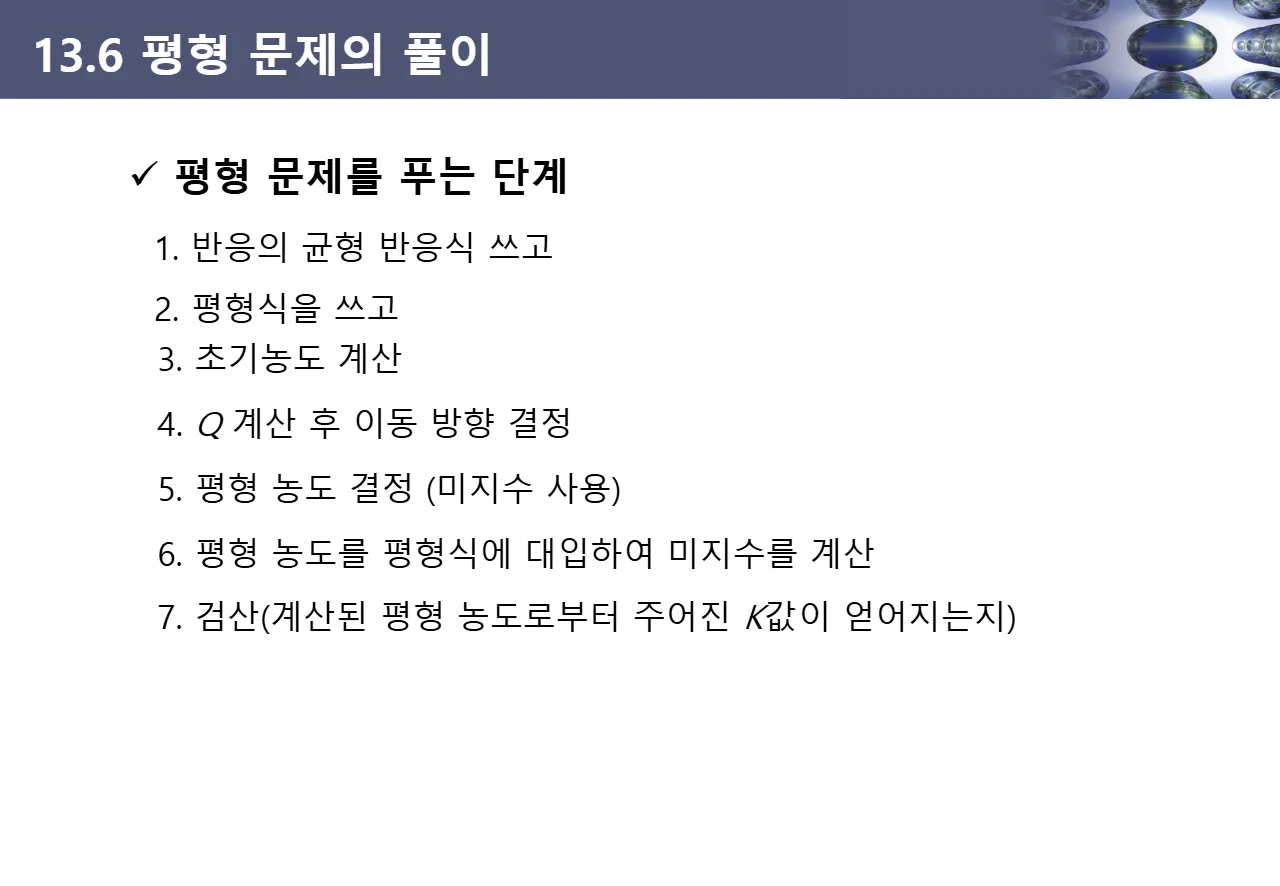 13.6 평형 문제의 풀이
✓ 평형 문제를 푸는 단계
1. 반응의 균형 반응식 쓰고
2. 평형식을 쓰고
3. 초기농도 계산
4. Q 계산 후 이동 방향 결정
5. 평형 농도 결정 (미지수 사용)
6. 평형 농도를 평형식에 대입하여 미지수를 계산
7. 검산(계산된 평형 농도로부터 주어진 K값이 얻어지는지)